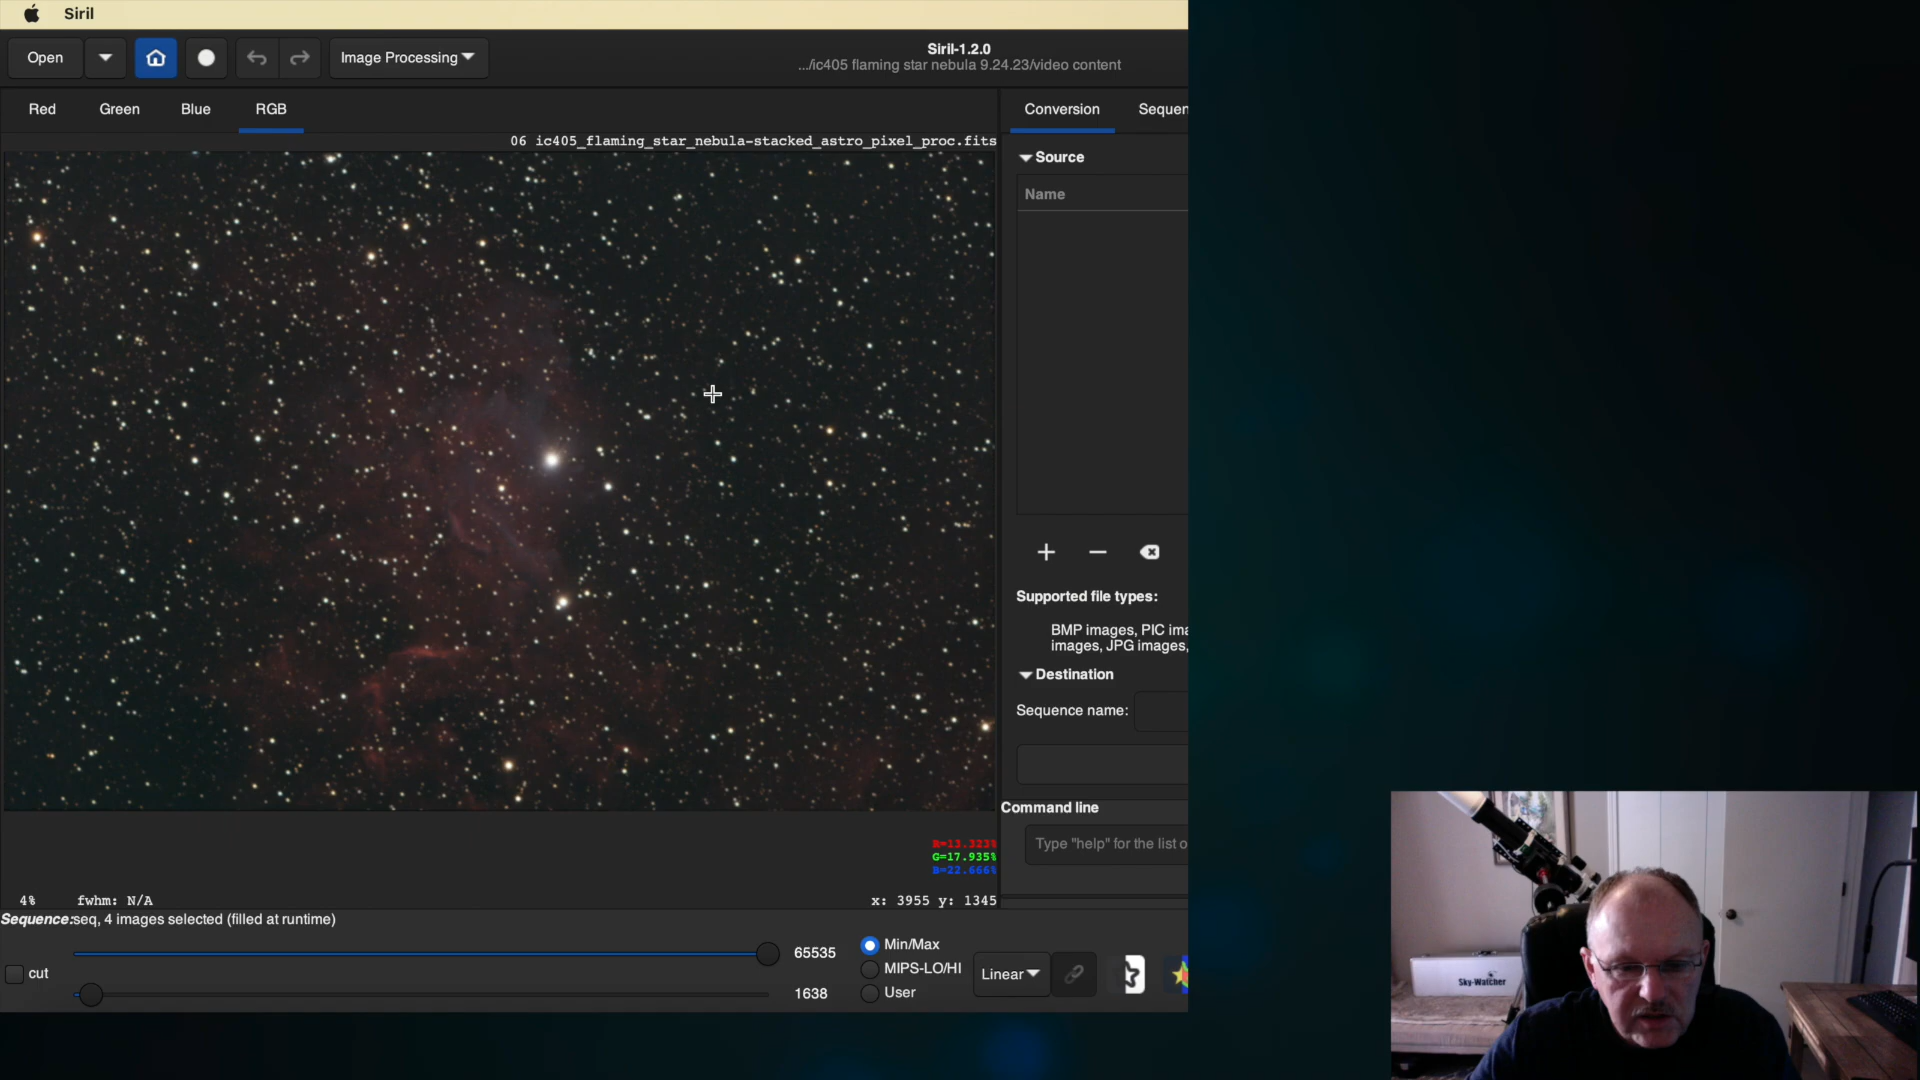 Siril
Open
Image Processing
Siril-1.2.0
.../ic405 flaming star nebula 9.24.23/video content
Red
Green
Blue
RGB
Conversion
Sequen
06 ic405_flaming_star_nebula-stacked_astro_pixel_proc.fits
Source
Name
Supported file types:
BMP images, PIC ima
images, JPG images,
Destination
Sequence name:
Command line
Type "help" for the list o
R=13.323%
G=17.935%
B=22.666%
4%
fwhm: N/A
x: 3955 y: 1345
Sequence:seq, 4 images selected (filled at runtime)
65535
Min/Max
cut
MIPS-LO/HI
Linear
1638
User
Sky-Watcher